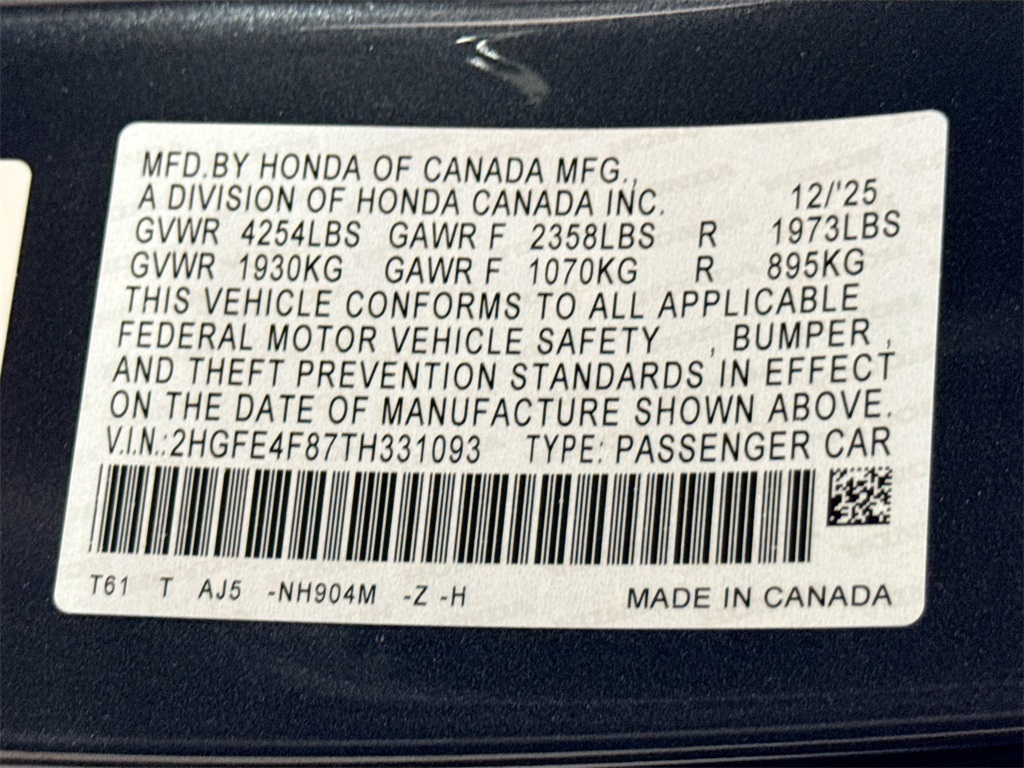 MFD.BY HONDA OF CANADA MFG.,
A DIVISION OF HONDA CANADA INC. 12/'25
GVWR 4254LBS GAWR F 2358LBS R 1973LBS
GVWR 1930KG GAWR F 1070KG R 895KG
THIS VEHICLE CONFORMS TO ALL APPLICABLE
FEDERAL MOTOR VEHICLE SAFETY , BUMPER ,
AND THEFT PREVENTION STANDARDS IN EFFECT
ON THE DATE OF MANUFACTURE SHOWN ABOVE.
V.I.N.:2HGFE4F87TH331093 TYPE: PASSENGER CAR
T61 T AJ5 -NH904M -Z -H MADE IN CANADA